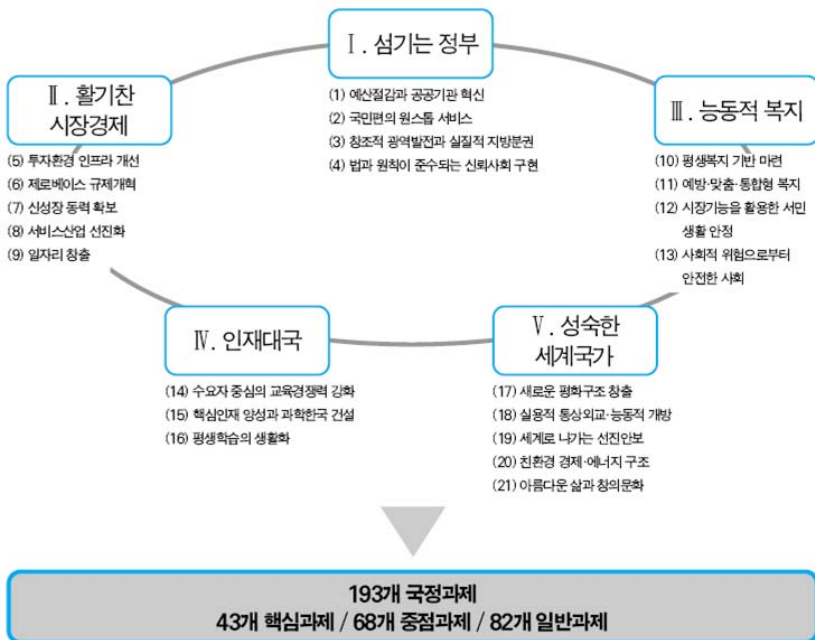 Ⅰ. 섬기는 정부
(1) 예산절감과 공공기관 혁신
(2) 국민편의 원스톱 서비스
(3) 창조적 광역발전과 실질적 지방분권
(4) 법과 원칙이 준수되는 신뢰사회 구현
Ⅱ. 활기찬
시장경제
(5) 투자환경 인프라 개선
(6) 제로베이스 규제개혁
(7) 신성장 동력 확보
(8) 서비스산업 선진화
(9) 일자리 창출
Ⅲ. 능동적 복지
(10) 평생복지 기반 마련
(11) 예방·맞춤·통합형 복지
(12) 시장기능을 활용한 서민
생활 안정
(13) 사회적 위험으로부터
안전한 사회
Ⅳ. 인재대국
(14) 수요자 중심의 교육경쟁력 강화
(15) 핵심인재 양성과 과학한국 건설
(16) 평생학습의 생활화
Ⅴ. 성숙한
세계국가
(17) 새로운 평화구조 창출
(18) 실용적 통상외교·능동적 개방
(19) 세계로 나가는 선진안보
(20) 친환경 경제·에너지 구조
(21) 아름다운 삶과 창의문화
193개 국정과제
43개 핵심과제 / 68개 중점과제 / 82개 일반과제